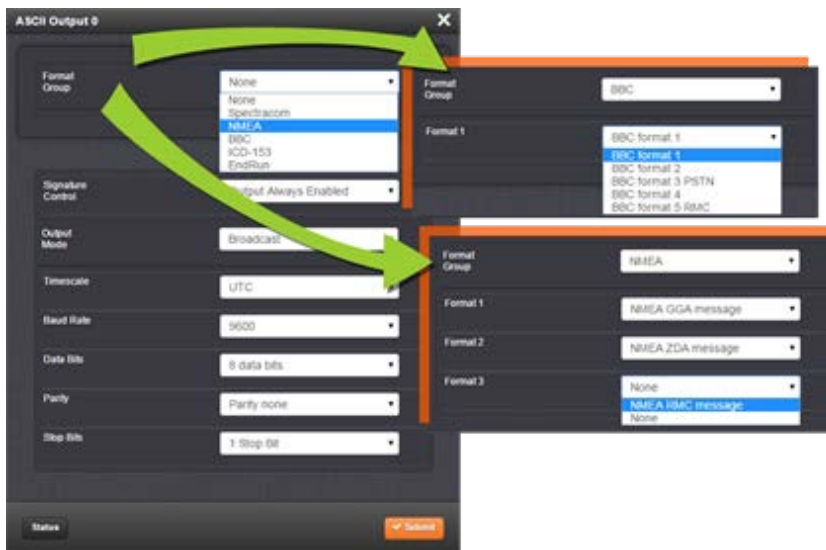 ASCII Output 0
Format Group
None
None
Spectracom
NMEA
BBC
ICD-153
EndRun
Signature Control
Output Always Enabled
Output Mode
Broadcast
Timescale
UTC
Baud Rate
9600
Data Bits
8 data bits
Parity
Parity none
Stop Bits
1 Stop Bit
Status
Submit
Format Group
BBC
Format 1
BBC format 1
BBC format 1
BBC format 2
BBC format 3 PSTN
BBC format 4
BBC format 5 RMC
Format Group
NMEA
Format 1
NMEA GGA message
Format 2
NMEA ZDA message
Format 3
None
NMEA RMC message
None